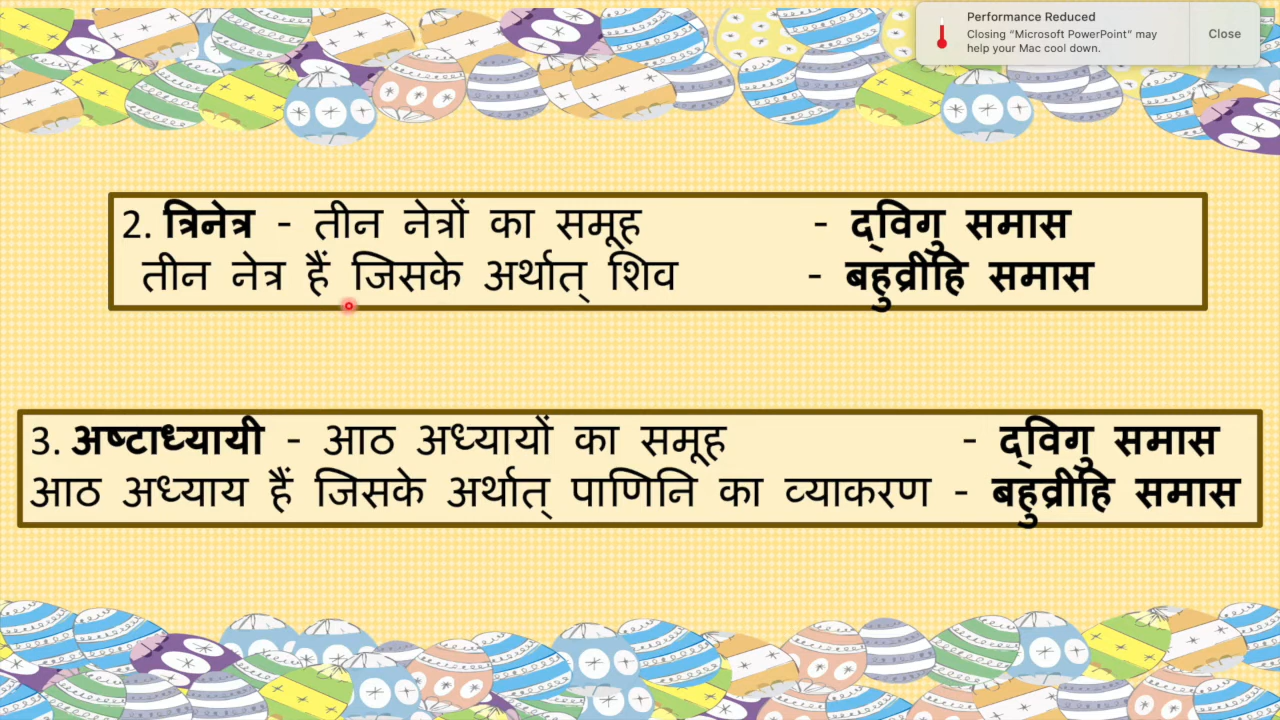 Performance Reduced
Closing “Microsoft PowerPoint” may
help your Mac cool down.
Close
2. त्रिनेत्र - तीन नेत्रों का समूह - द्विगु समास
तीन नेत्र हैं जिसके अर्थात् शिव - बहुव्रीहि समास
3. अष्टाध्यायी - आठ अध्यायों का समूह - द्विगु समास
आठ अध्याय हैं जिसके अर्थात् पाणिनि का व्याकरण - बहुव्रीहि समास